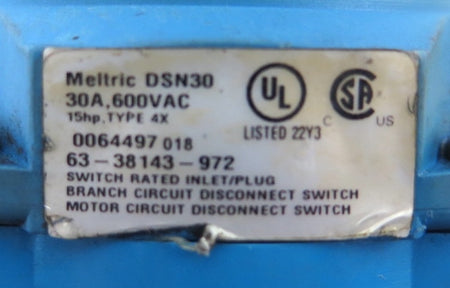 Meltric DSN30
30A,600VAC
15hp,TYPE 4X
UL
LISTED 22Y3
C SA US
0064497 018
63-38143-972
SWITCH RATED INLET/PLUG
BRANCH CIRCUIT DISCONNECT SWITCH
MOTOR CIRCUIT DISCONNECT SWITCH